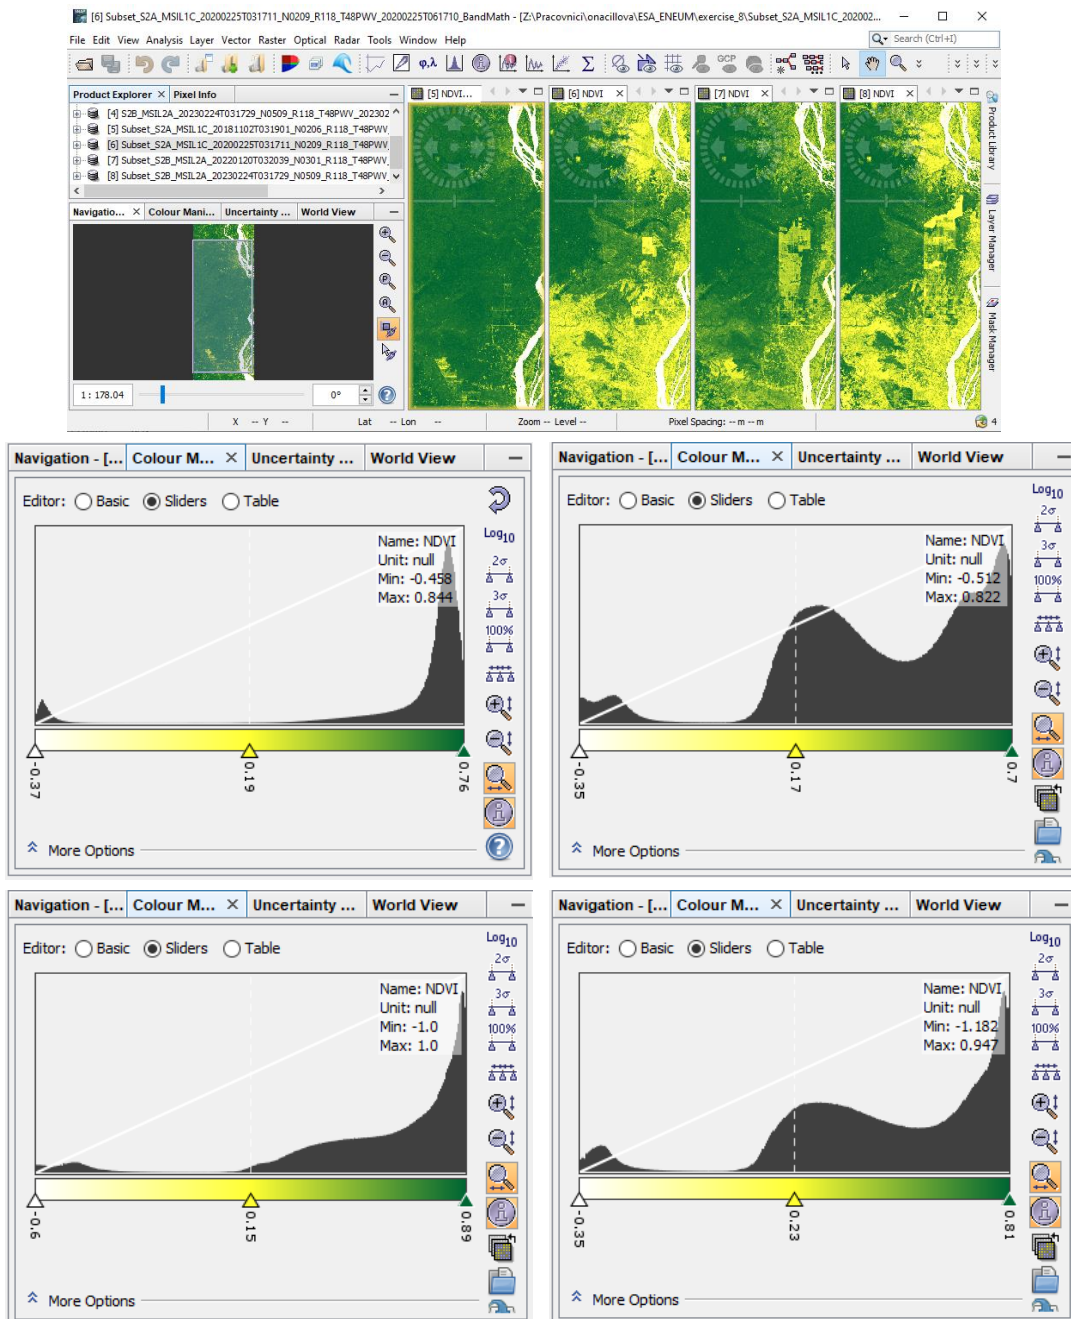 [6] Subset_S2A_MSIL1C_20200225T031711_N0209_R118_T48PWV_20200225T061710_BandMath - [Z:\Pracovnici\onacillova\ESA_ENEUM\exercise_8\Subset_S2A_MSIL1C_202002...
File Edit View Analysis Layer Vector Raster Optical Radar Tools Window Help
Search (Ctrl+I)
φ,λ Σ GCP
Product Explorer × Pixel Info
[5] NDVI... [6] NDVI × [7] NDVI × [8] NDVI ×
[4] S2B_MSIL2A_20230224T031729_N0509_R118_T48PWV_202302
[5] Subset_S2A_MSIL1C_20181102T031901_N0206_R118_T48PWV_
[6] Subset_S2A_MSIL1C_20200225T031711_N0209_R118_T48PWV_
[7] Subset_S2B_MSIL2A_20220120T032039_N0301_R118_T48PWV_
[8] Subset_S2B_MSIL2A_20230224T031729_N0509_R118_T48PWV_
Product Library
Layer Manager
Mask Manager
Navigatio... × Colour Mani... Uncertainty ... World View
1 : 178.04 0°
X -- Y -- Lat -- Lon -- Zoom -- Level -- Pixel Spacing: -- m -- m 4
Navigation - [... Colour M... × Uncertainty ... World View
Editor: Basic Sliders Table
Name: NDVI
Unit: null
Min: -0.458
Max: 0.844
Log10
2σ
3σ
100%
-0.37 0.19 0.76
More Options
Navigation - [... Colour M... × Uncertainty ... World View
Editor: Basic Sliders Table
Name: NDVI
Unit: null
Min: -0.512
Max: 0.822
Log10
2σ
3σ
100%
-0.35 0.17 0.7
More Options
Navigation - [... Colour M... × Uncertainty ... World View
Editor: Basic Sliders Table
Name: NDVI
Unit: null
Min: -1.0
Max: 1.0
Log10
2σ
3σ
100%
-0.6 0.15 0.89
More Options
Navigation - [... Colour M... × Uncertainty ... World View
Editor: Basic Sliders Table
Name: NDVI
Unit: null
Min: -1.182
Max: 0.947
Log10
2σ
3σ
100%
-0.35 0.23 0.81
More Options